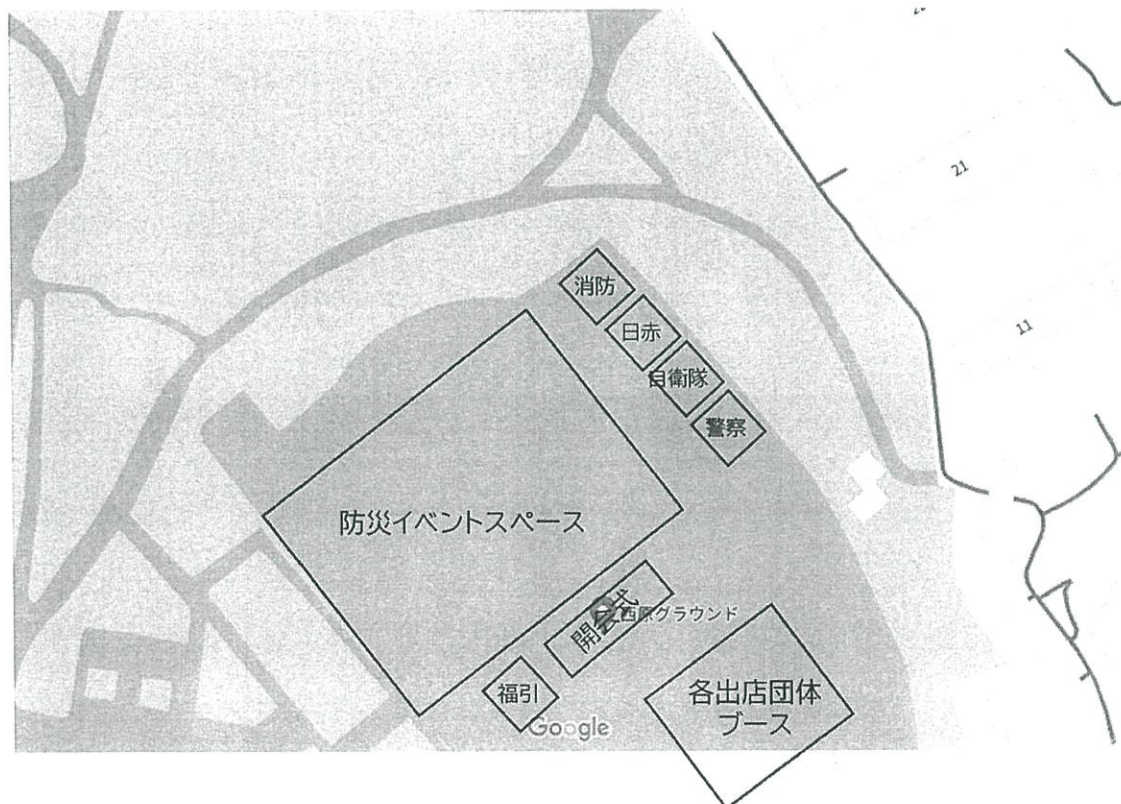 21
11
消防
日赤
自衛隊
警察
防災イベントスペース
開会式
西原グラウンド
福引
各出店団体
ブース
Google